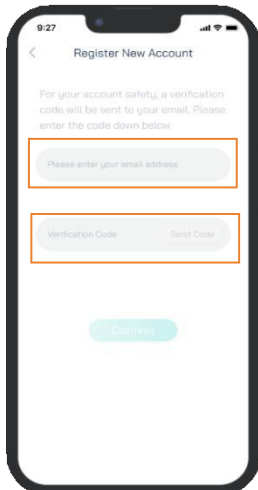 9:27
Register New Account
For your account safety, a verification
code will be sent to your email. Please
enter the code down below
Please enter your email address
Verification Code Send Code
Confirm